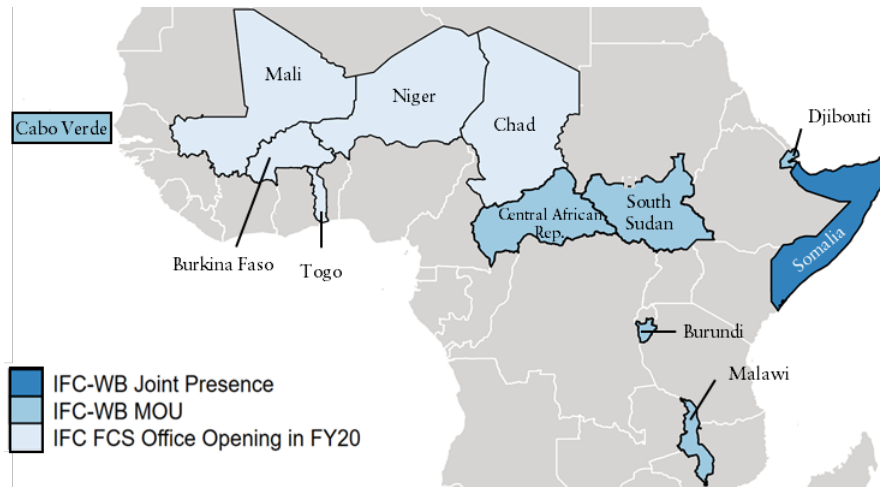 Mali
Niger
Chad
Djibouti
Cabo Verde
South
Sudan
Central African
Rep.
Somalia
Burkina Faso
Togo
Burundi
Malawi
IFC-WB Joint Presence
IFC-WB MOU
IFC FCS Office Opening in FY20